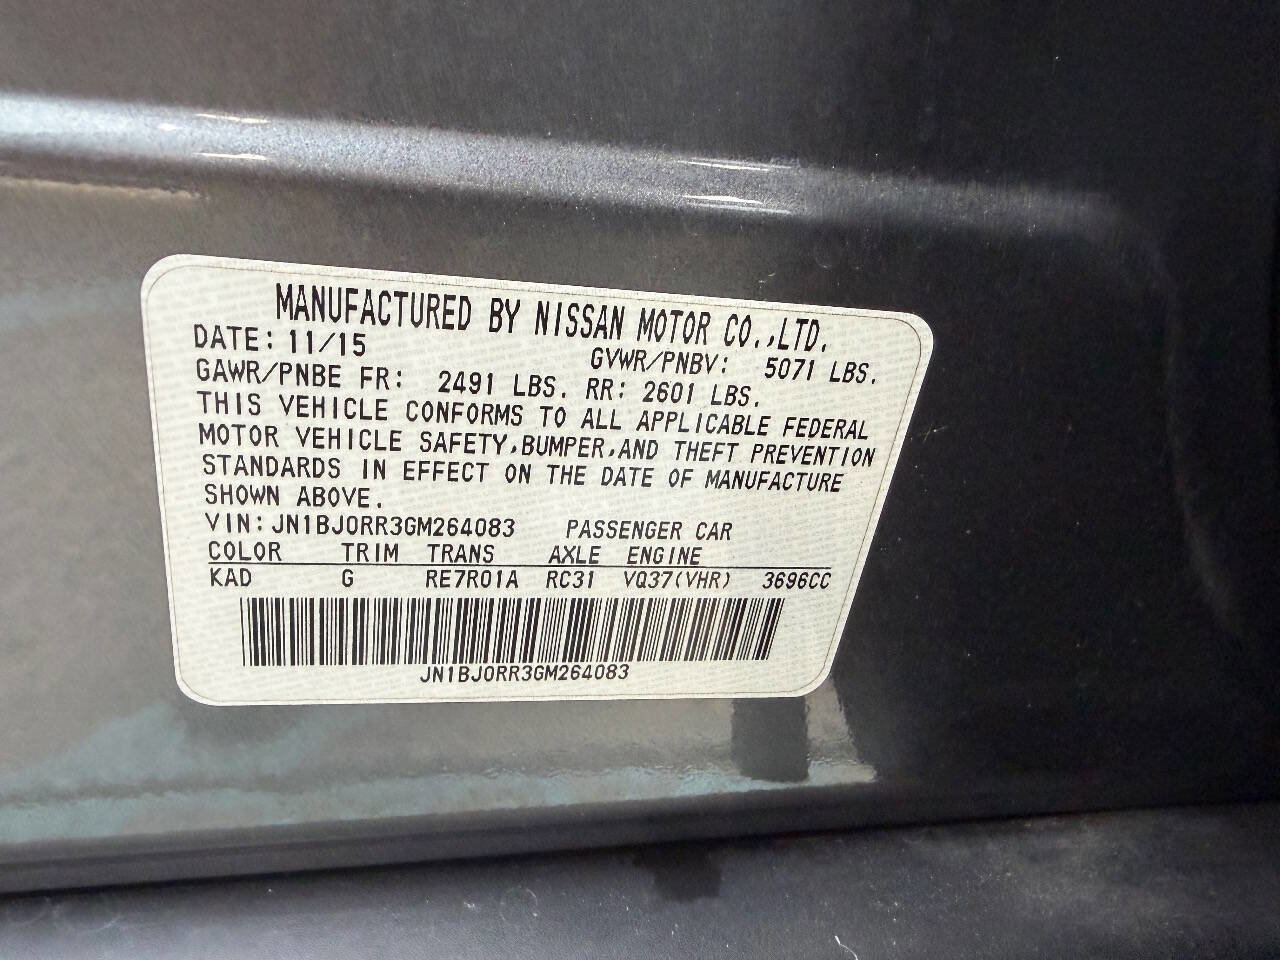 MANUFACTURED BY NISSAN MOTOR CO.,LTD.
DATE: 11/15 GVWR/PNBV: 5071 LBS.
GAWR/PNBE FR: 2491 LBS. RR: 2601 LBS.
THIS VEHICLE CONFORMS TO ALL APPLICABLE FEDERAL
MOTOR VEHICLE SAFETY,BUMPER,AND THEFT PREVENTION
STANDARDS IN EFFECT ON THE DATE OF MANUFACTURE
SHOWN ABOVE.
VIN: JN1BJ0RR3GM264083 PASSENGER CAR
COLOR TRIM TRANS AXLE ENGINE
KAD G RE7R01A RC31 VQ37(VHR) 3696CC
JN1BJ0RR3GM264083